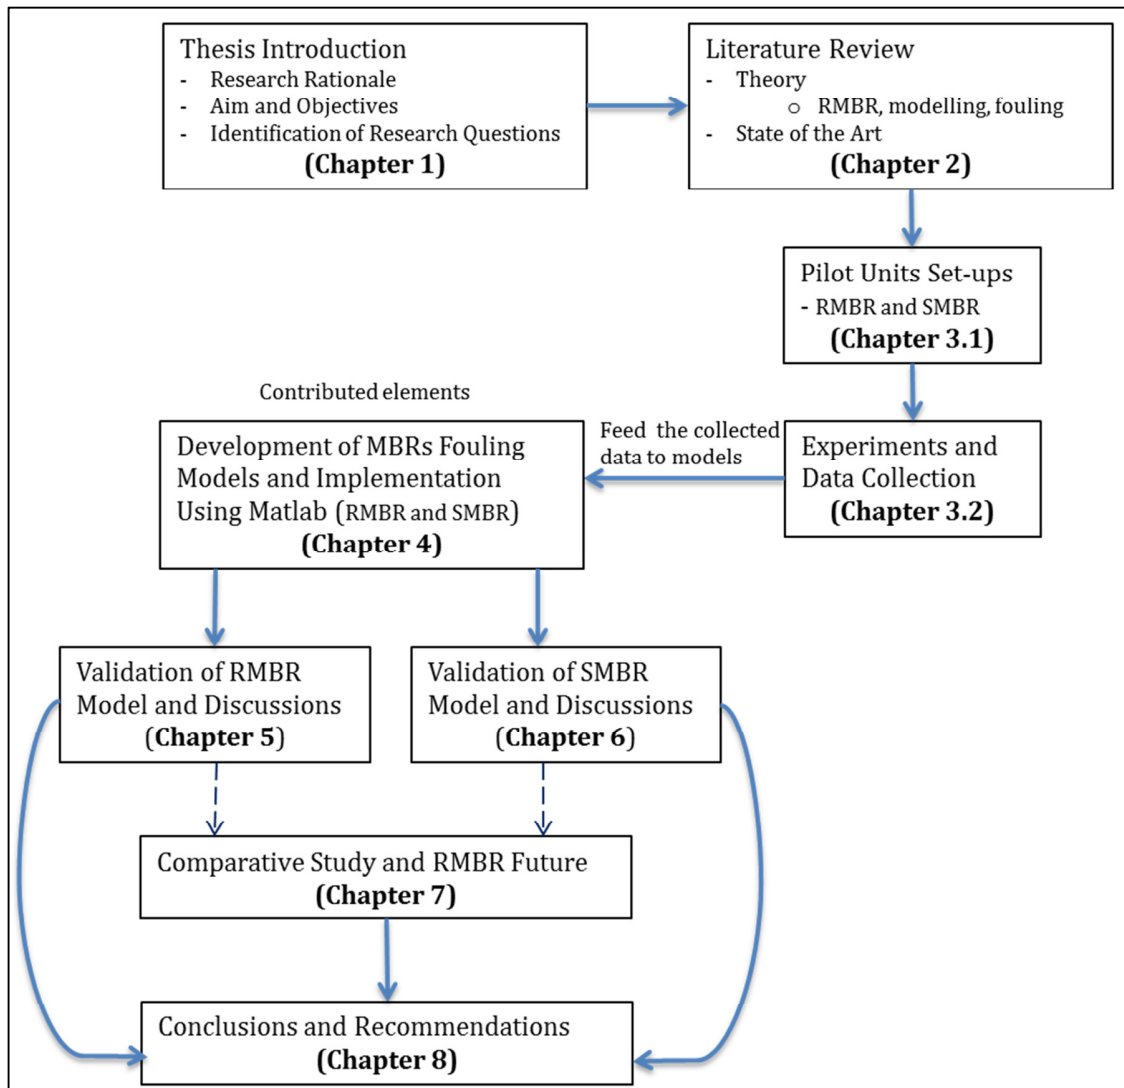 Thesis Introduction
- Research Rationale
- Aim and Objectives
- Identification of Research Questions
(Chapter 1)
Literature Review
- Theory
o RMBR, modelling, fouling
- State of the Art
(Chapter 2)
Pilot Units Set-ups
- RMBR and SMBR
(Chapter 3.1)
Experiments and
Data Collection
(Chapter 3.2)
Feed the collected
data to models
Contributed elements
Development of MBRs Fouling
Models and Implementation
Using Matlab (RMBR and SMBR)
(Chapter 4)
Validation of RMBR
Model and Discussions
(Chapter 5)
Validation of SMBR
Model and Discussions
(Chapter 6)
Comparative Study and RMBR Future
(Chapter 7)
Conclusions and Recommendations
(Chapter 8)